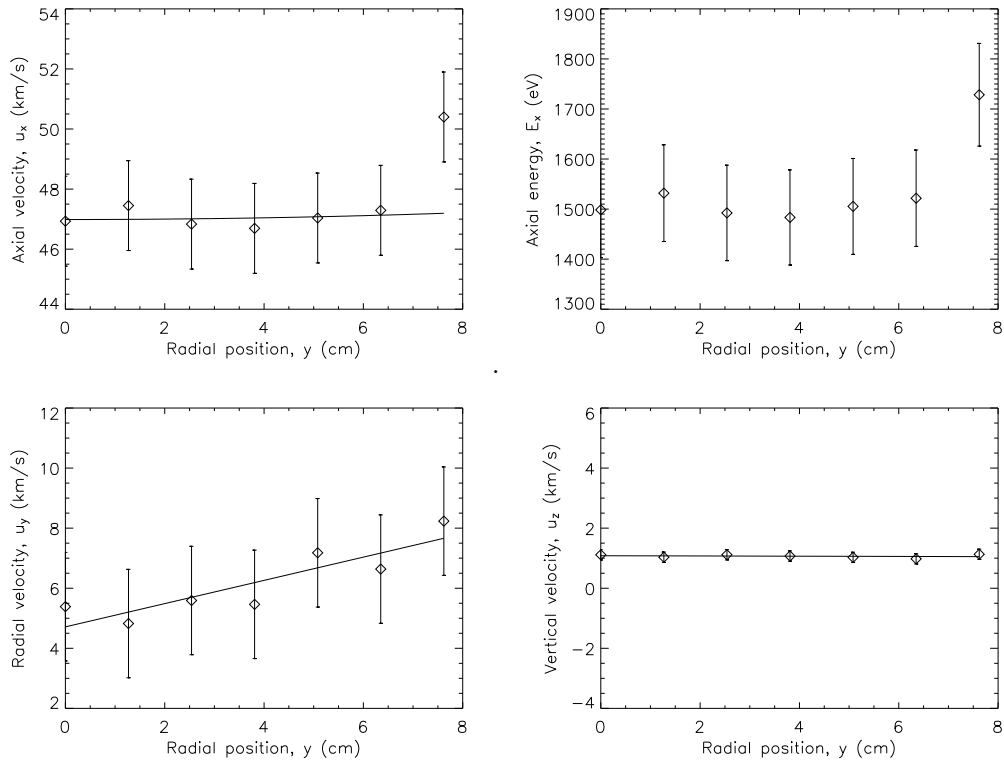 54
52
50
48
46
44
Axial velocity, uₓ (km/s)
0 2 4 6 8
Radial position, y (cm)
1900
1800
1700
1600
1500
1400
1300
Axial energy, Eₓ (eV)
0 2 4 6 8
Radial position, y (cm)
12
10
8
6
4
2
Radial velocity, u_y (km/s)
0 2 4 6 8
Radial position, y (cm)
6
4
2
0
−2
−4
Vertical velocity, u_z (km/s)
0 2 4 6 8
Radial position, y (cm)